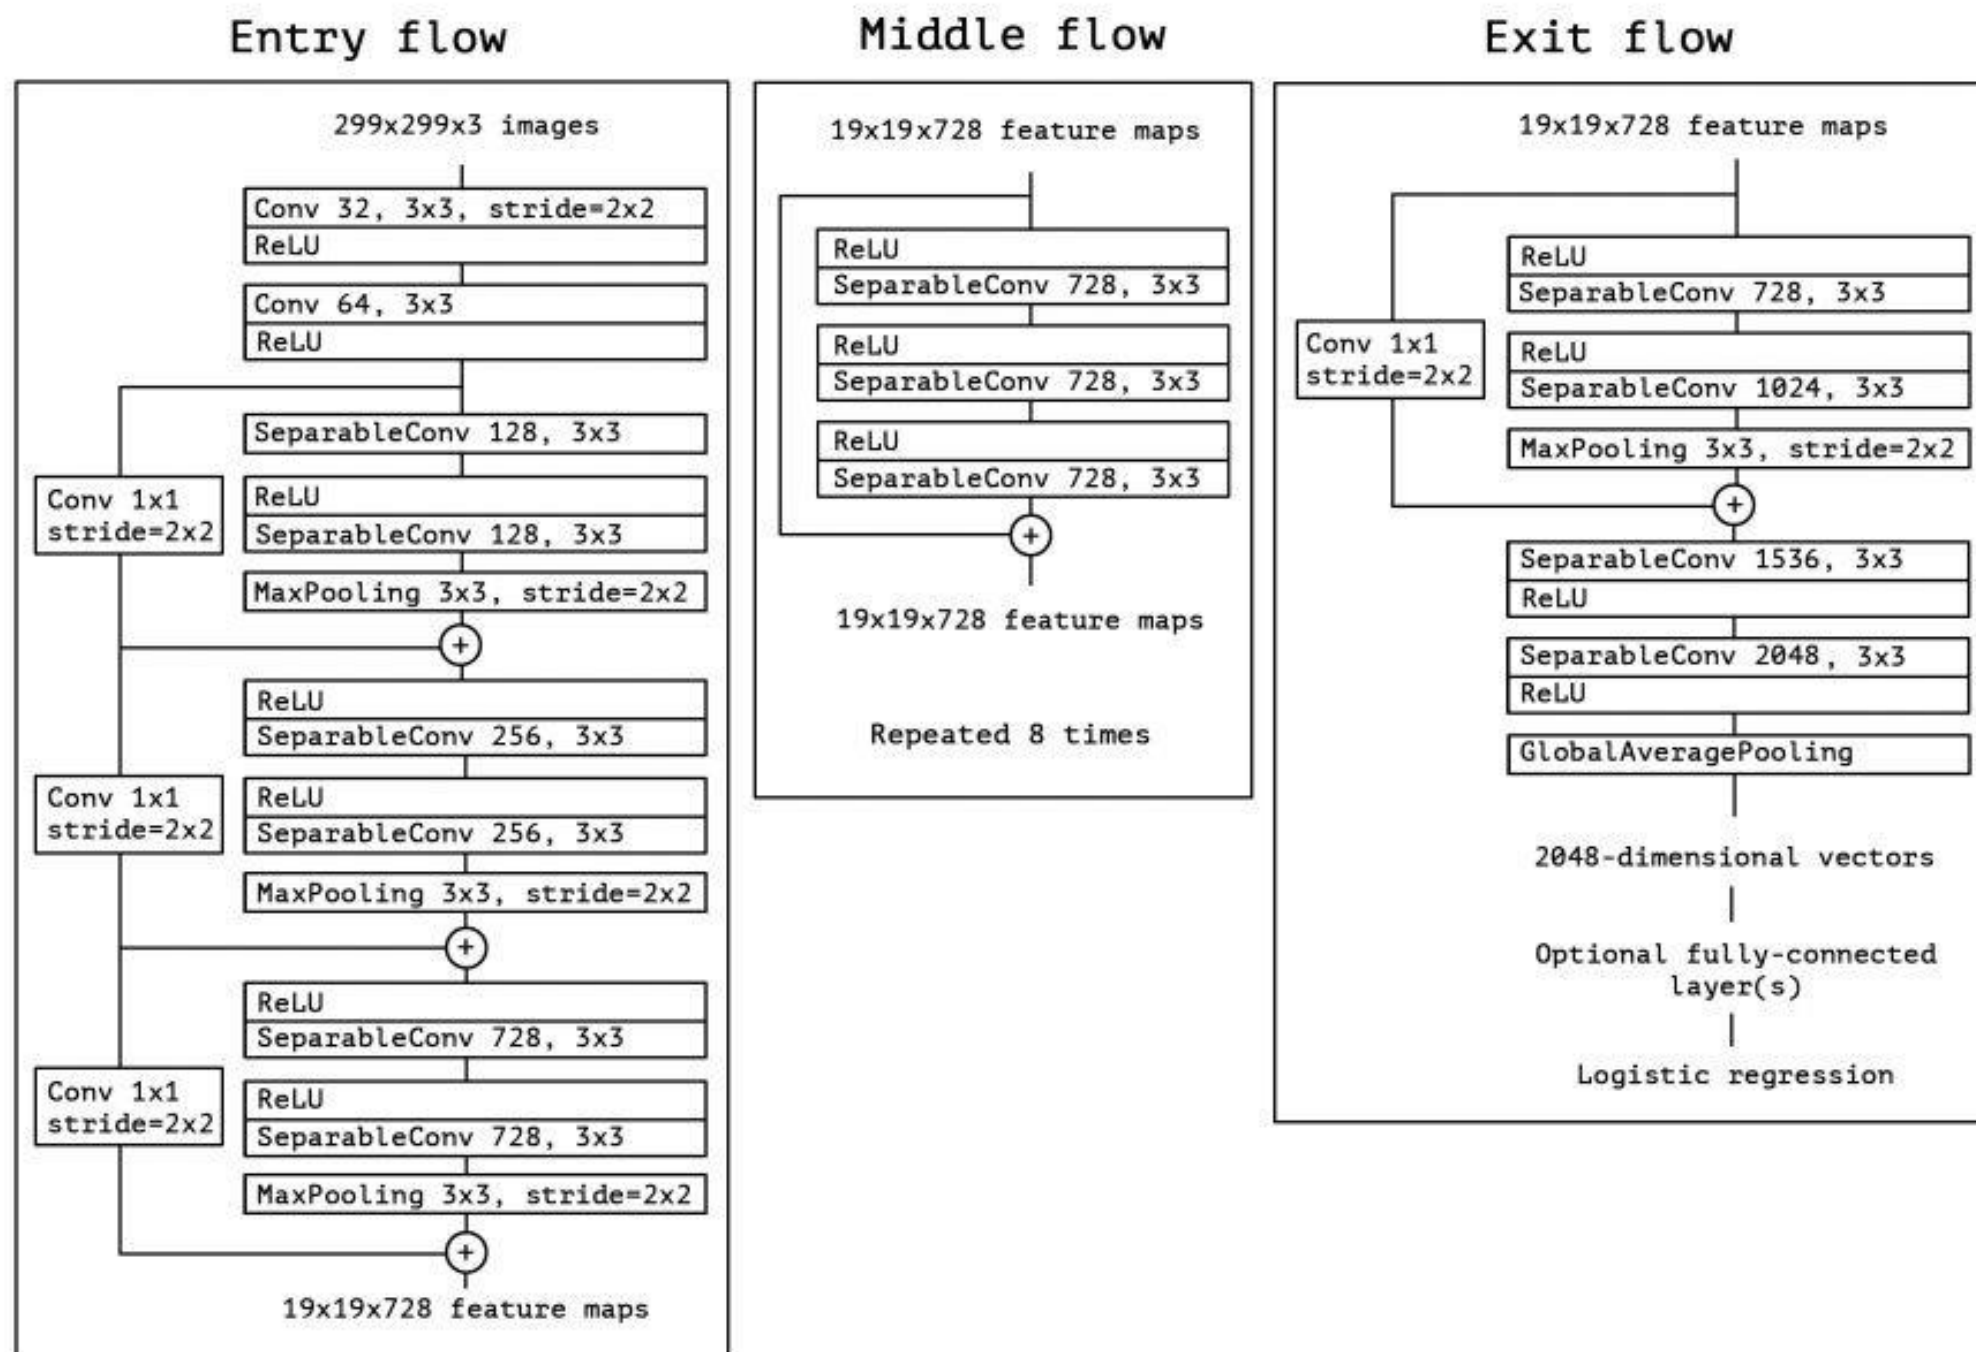 Entry flow
299x299x3 images
Conv 32, 3x3, stride=2x2
ReLU
Conv 64, 3x3
ReLU
SeparableConv 128, 3x3
Conv 1x1
stride=2x2
ReLU
SeparableConv 128, 3x3
MaxPooling 3x3, stride=2x2
+
ReLU
SeparableConv 256, 3x3
Conv 1x1
stride=2x2
ReLU
SeparableConv 256, 3x3
MaxPooling 3x3, stride=2x2
+
ReLU
SeparableConv 728, 3x3
Conv 1x1
stride=2x2
ReLU
SeparableConv 728, 3x3
MaxPooling 3x3, stride=2x2
+
19x19x728 feature maps
Middle flow
19x19x728 feature maps
ReLU
SeparableConv 728, 3x3
ReLU
SeparableConv 728, 3x3
ReLU
SeparableConv 728, 3x3
+
19x19x728 feature maps
Repeated 8 times
Exit flow
19x19x728 feature maps
ReLU
SeparableConv 728, 3x3
Conv 1x1
stride=2x2
ReLU
SeparableConv 1024, 3x3
MaxPooling 3x3, stride=2x2
+
SeparableConv 1536, 3x3
ReLU
SeparableConv 2048, 3x3
ReLU
GlobalAveragePooling
2048-dimensional vectors
Optional fully-connected
layer(s)
Logistic regression